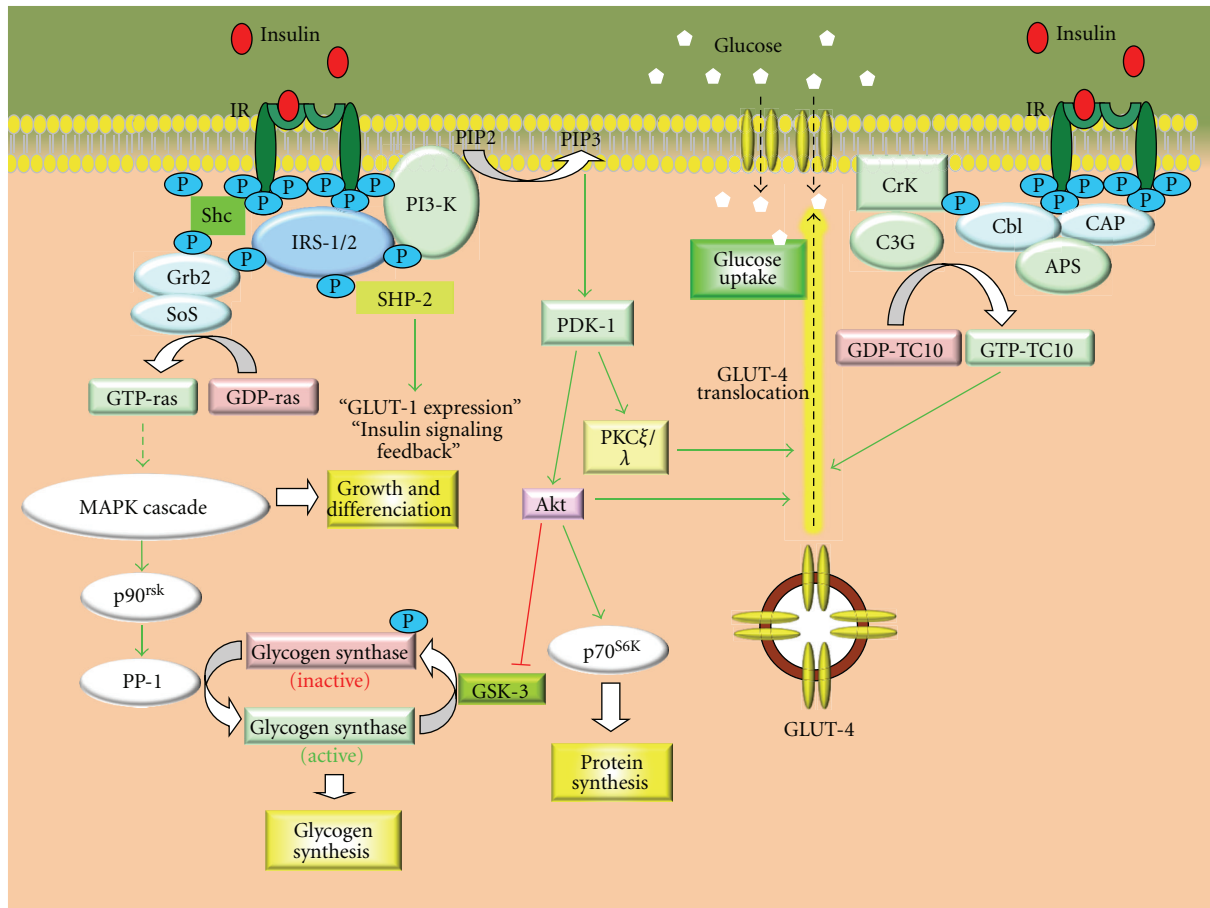 Insulin
Glucose
Insulin
IR
IR
PIP2
PIP3
P
P
P
P
P
P
P
P
Shc
PI3-K
CrK
P
P
P
P
P
Cbl
CAP
P
IRS-1/2
C3G
Grb2
P
P
P
APS
Glucose
uptake
SHP-2
SoS
PDK-1
GDP-TC10
GTP-TC10
GLUT-4
translocation
GTP-ras
GDP-ras
“GLUT-1 expression”
“Insulin signaling
feedback”
PKCξ/
λ
Growth and
differenciation
MAPK cascade
Akt
p90rsk
P
Glycogen synthase
(inactive)
p70S6K
PP-1
GSK-3
Glycogen synthase
(active)
GLUT-4
Protein
synthesis
Glycogen
synthesis